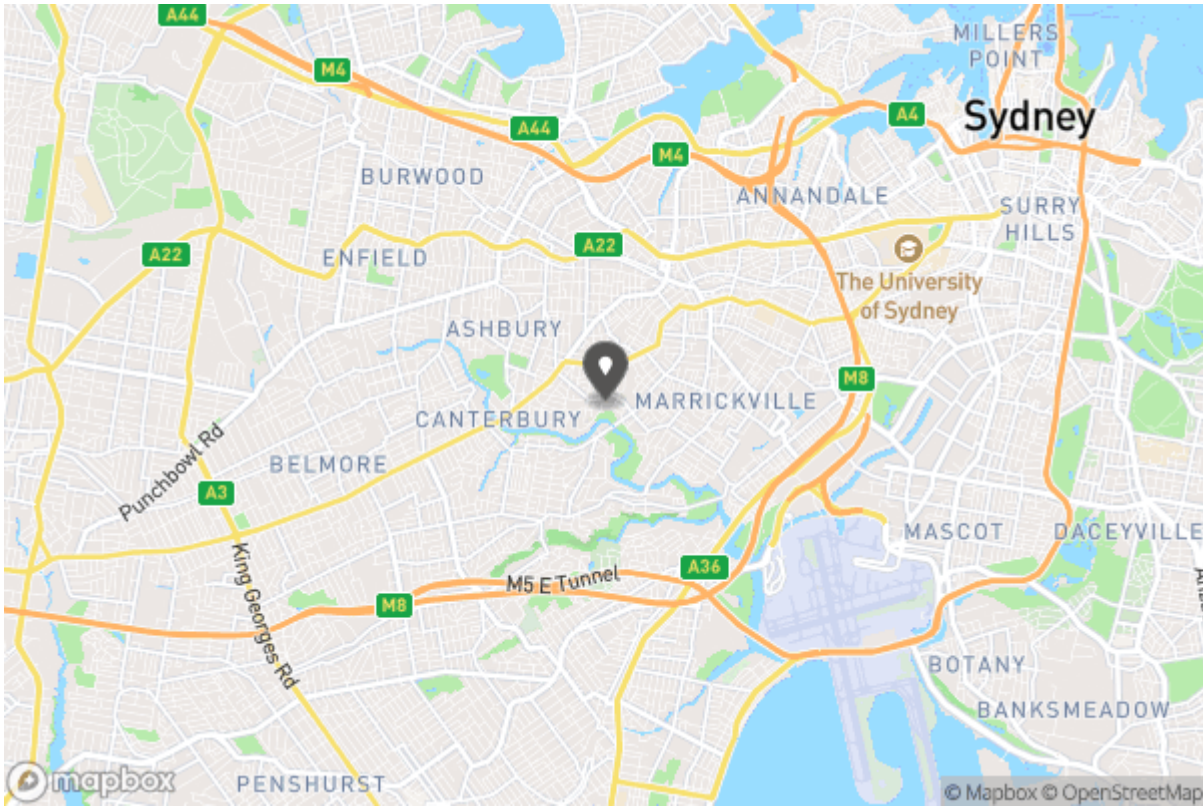 A44
MILLERS
POINT
M4
A44
A4
Sydney
M4
BURWOOD
ANNANDALE
SURRY
HILLS
A22
A22
ENFIELD
The University
of Sydney
ASHBURY
M8
MARRICKVILLE
CANTERBURY
Punchbowl Rd
BELMORE
A3
MASCOT
DACEYVILLE
King Georges Rd
A36
M5 E Tunnel
M8
BOTANY
BANKSMEADOW
PENSHURST
mapbox
© Mapbox © OpenStreetMap